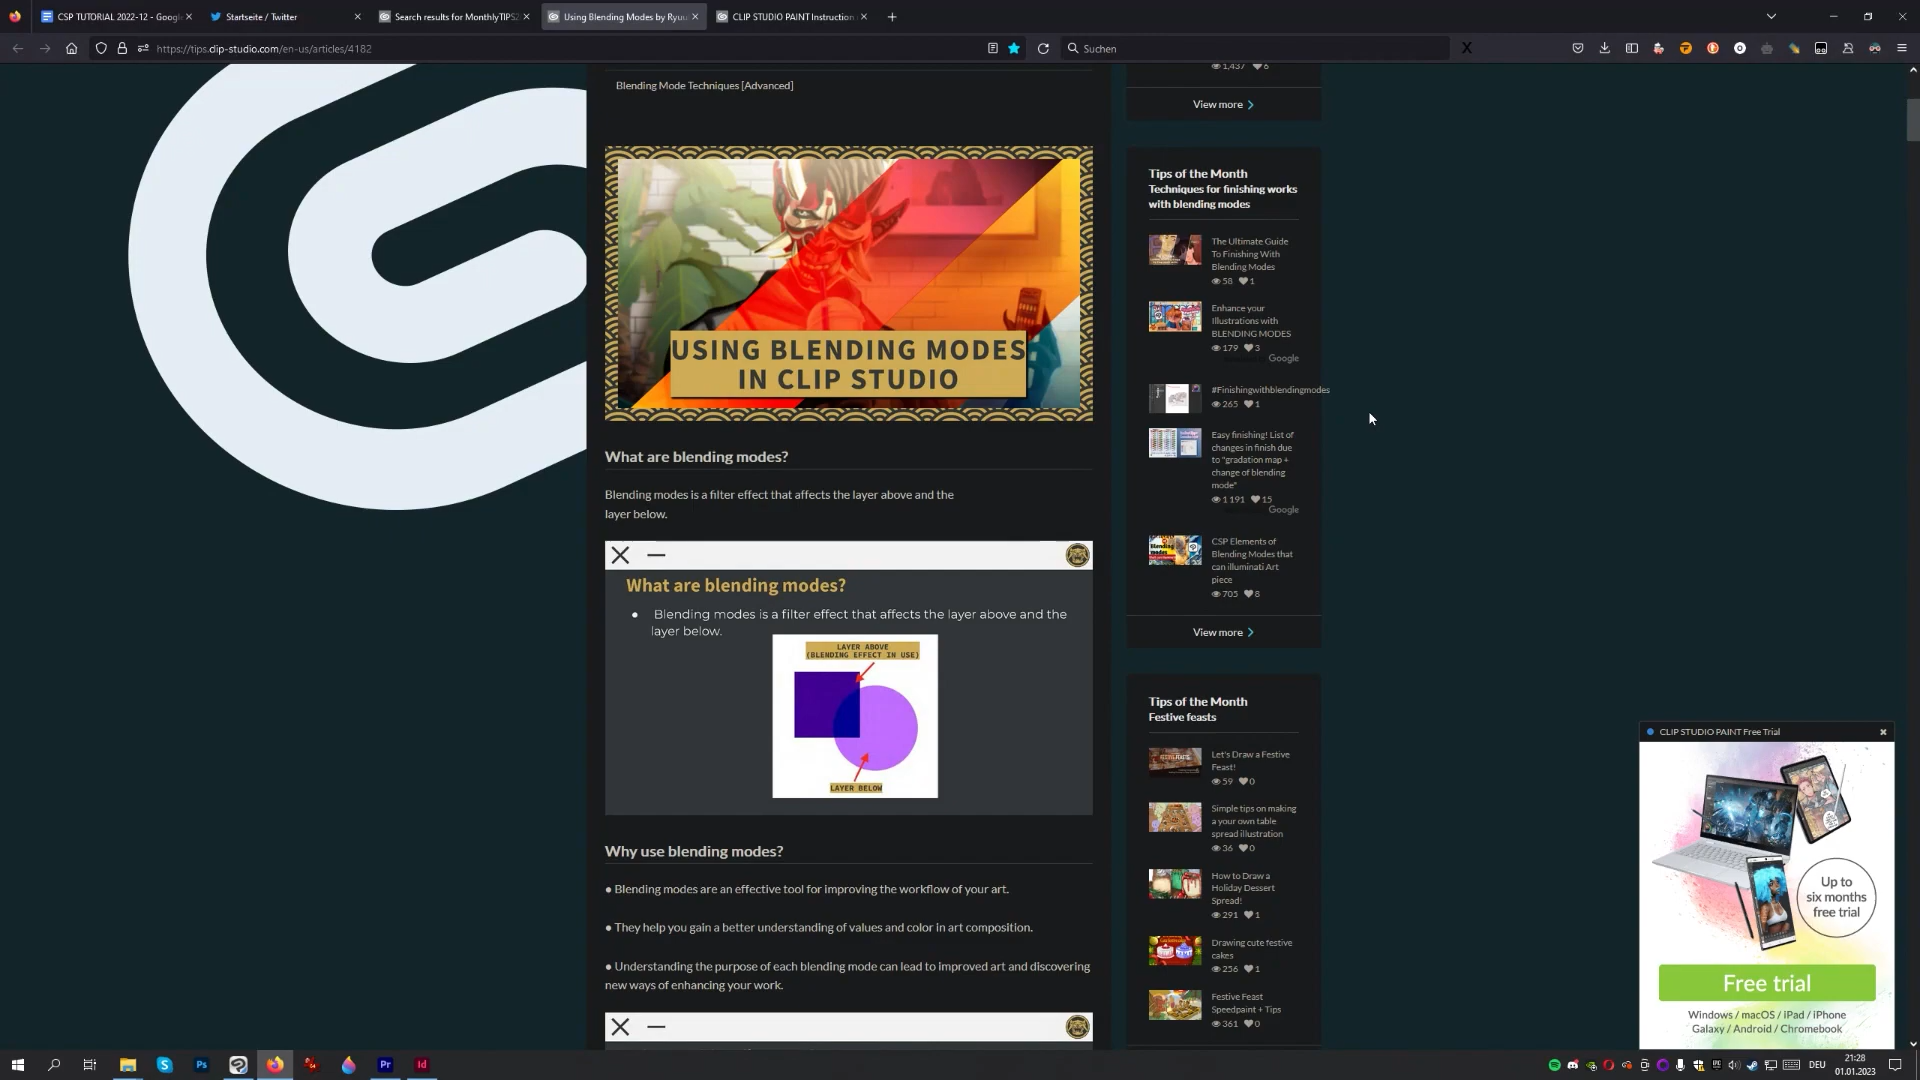 CSP TUTORIAL 2022-12 - Googl
Startseite / Twitter
Search results for MonthlyTIPS2
Using Blending Modes by Ryuu
CLIP STUDIO PAINT Instruction
https://tips.clip-studio.com/en-us/articles/4182
Suchen
Blending Mode Techniques [Advanced]
USING BLENDING MODES
IN CLIP STUDIO
What are blending modes?
Blending modes is a filter effect that affects the layer above and the
layer below.
What are blending modes?
● Blending modes is a filter effect that affects the layer above and the
layer below.
LAYER ABOVE
(BLENDING EFFECT IN USE)
LAYER BELOW
Why use blending modes?
● Blending modes are an effective tool for improving the workflow of your art.
● They help you gain a better understanding of values and color in art composition.
● Understanding the purpose of each blending mode can lead to improved art and discovering
new ways of enhancing your work.
1,437 6
View more
Tips of the Month
Techniques for finishing works
with blending modes
The Ultimate Guide
To Finishing With
Blending Modes
58 1
Enhance your
Illustrations with
BLENDING MODES
179 3
Google
#Finishingwithblendingmodes
265 1
Easy finishing! List of
changes in finish due
to "gradation map +
change of blending
mode"
1 191 15
Google
CSP Elements of
Blending Modes that
can illuminati Art
piece
705 8
View more
Tips of the Month
Festive feasts
Let's Draw a Festive
Feast!
59 0
Simple tips on making
a your own table
spread illustration
36 0
How to Draw a
Holiday Dessert
Spread!
291 1
Drawing cute festive
cakes
256 1
Festive Feast
Speedpaint + Tips
361 0
CLIP STUDIO PAINT Free Trial
Up to
six months
free trial
Free trial
Windows / macOS / iPad / iPhone
Galaxy / Android / Chromebook
Ps
Pr
Id
DEU
21:28
01.01.2023